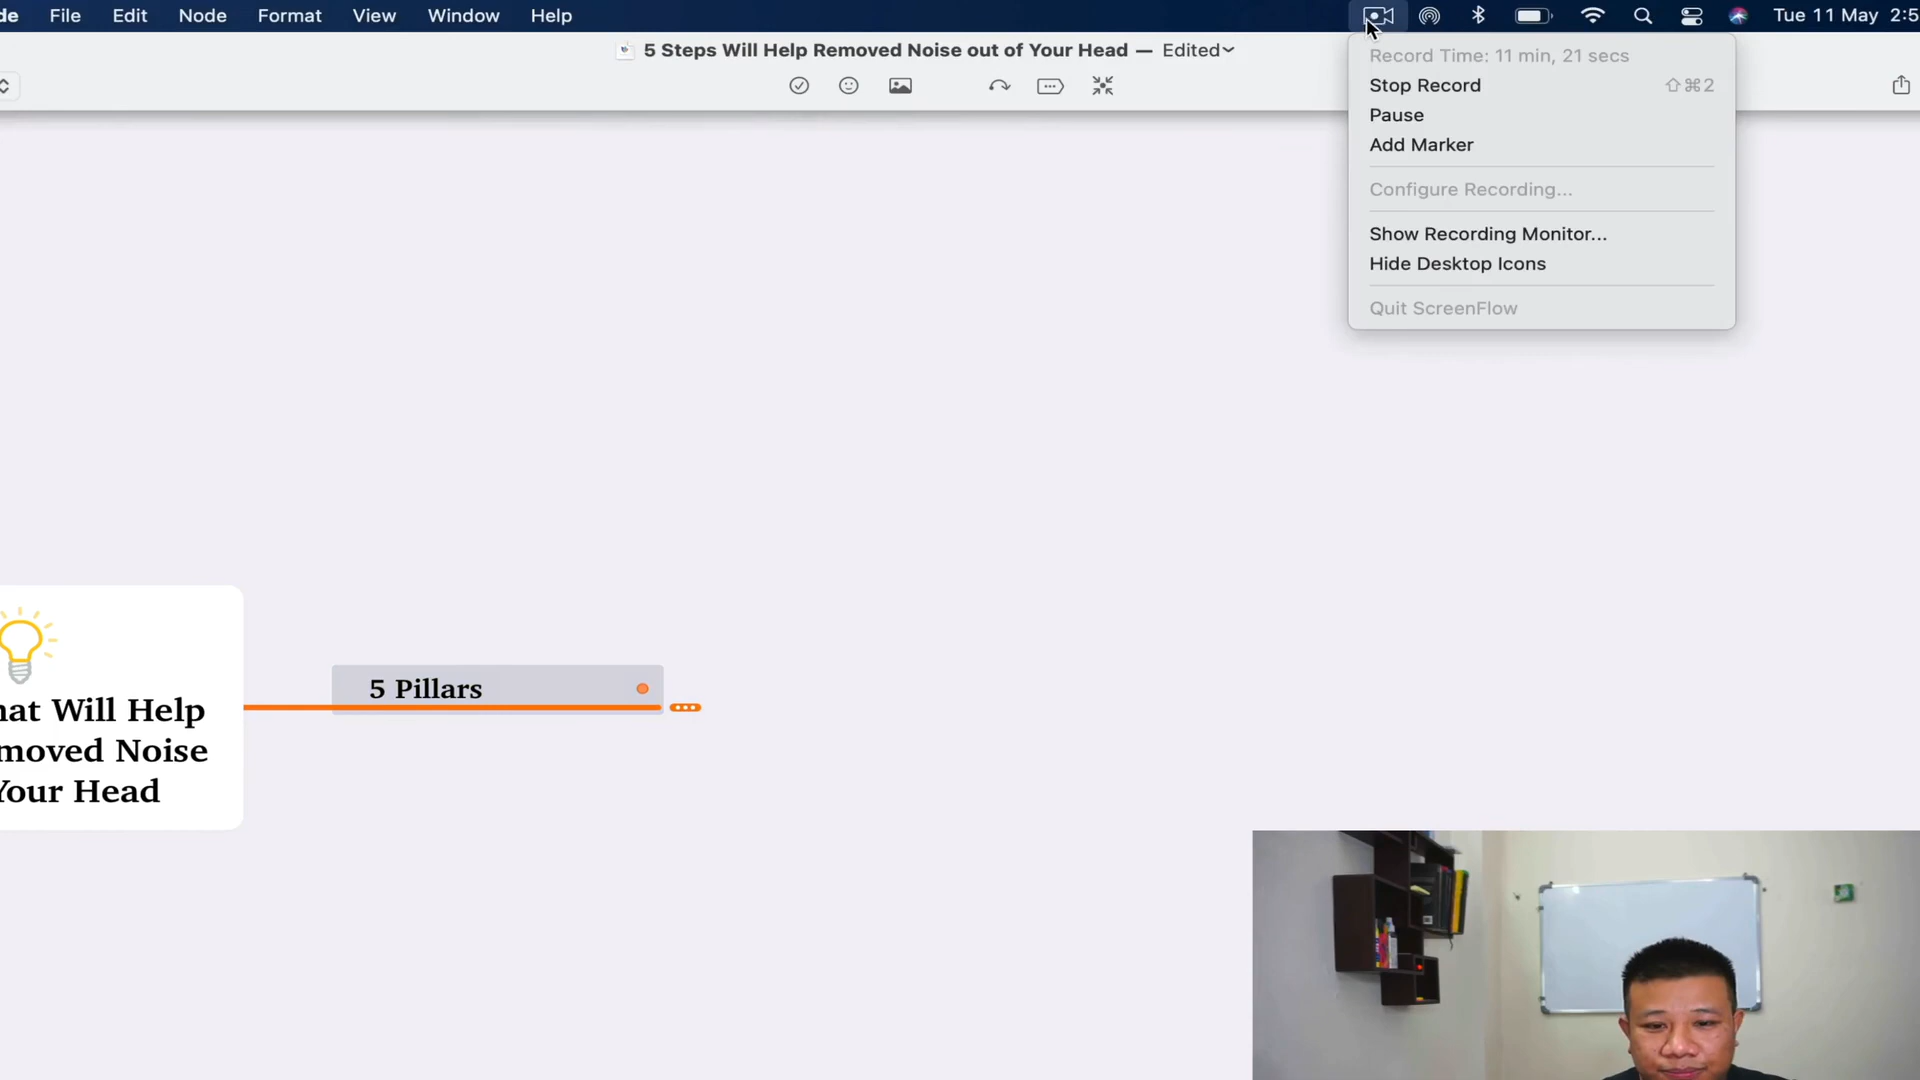 de File Edit Node Format View Window Help Tue 11 May 2:5
5 Steps Will Help Removed Noise out of Your Head — Edited
Record Time: 11 min, 21 secs
Stop Record ⇧⌘2
Pause
Add Marker
Configure Recording...
Show Recording Monitor...
Hide Desktop Icons
Quit ScreenFlow
5 Pillars
hat Will Help
moved Noise
Your Head